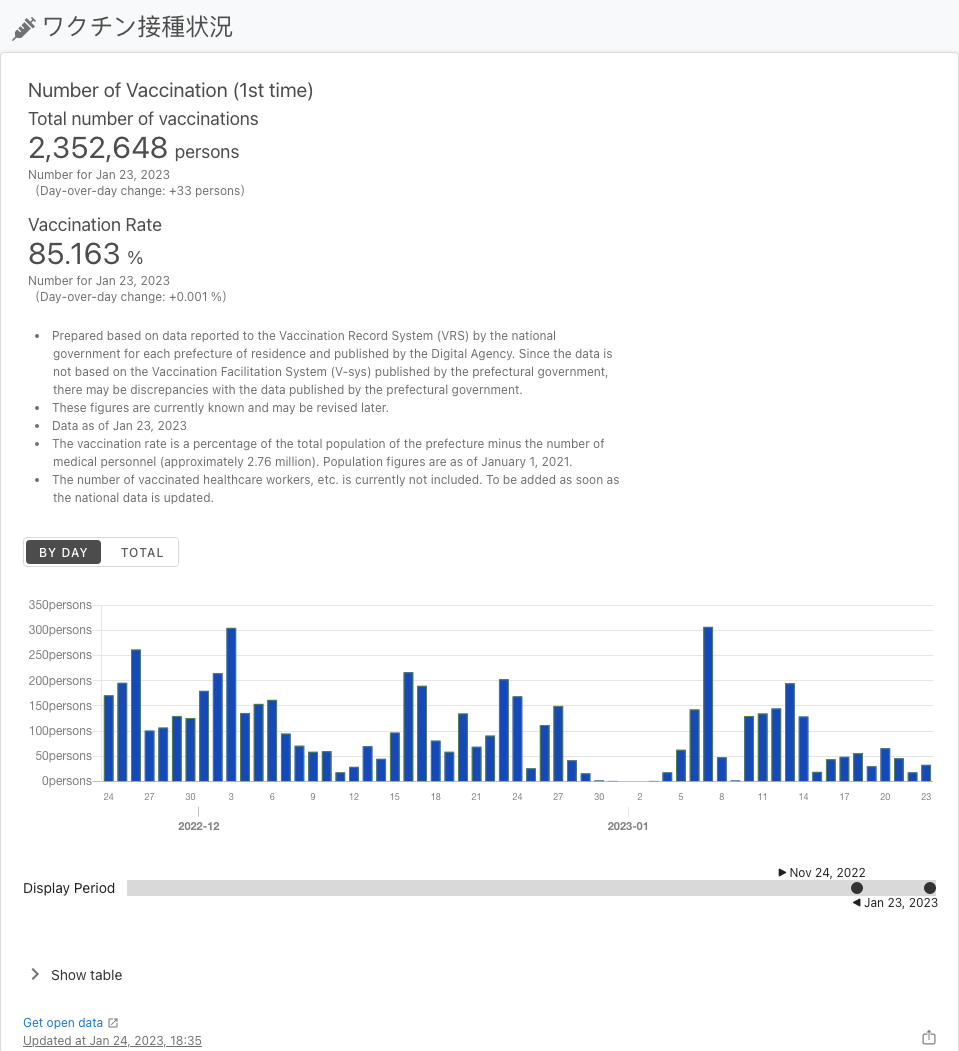 ワクチン接種状況
Number of Vaccination (1st time)
Total number of vaccinations
2,352,648 persons
Number for Jan 23, 2023
(Day-over-day change: +33 persons)
Vaccination Rate
85.163 %
Number for Jan 23, 2023
(Day-over-day change: +0.001 %)
• Prepared based on data reported to the Vaccination Record System (VRS) by the national
government for each prefecture of residence and published by the Digital Agency. Since the data is
not based on the Vaccination Facilitation System (V-sys) published by the prefectural government,
there may be discrepancies with the data published by the prefectural government.
• These figures are currently known and may be revised later.
• Data as of Jan 23, 2023
• The vaccination rate is a percentage of the total population of the prefecture minus the number of
medical personnel (approximately 2.76 million). Population figures are as of January 1, 2021.
• The number of vaccinated healthcare workers, etc. is currently not included. To be added as soon as
the national data is updated.
BY DAY TOTAL
350persons
300persons
250persons
200persons
150persons
100persons
50persons
0persons
24 27 30 3 6 9 12 15 18 21 24 27 30 2 5 8 11 14 17 20 23
2022-12 2023-01
Nov 24, 2022
Display Period
Jan 23, 2023
Show table
Get open data
Updated at Jan 24, 2023, 18:35